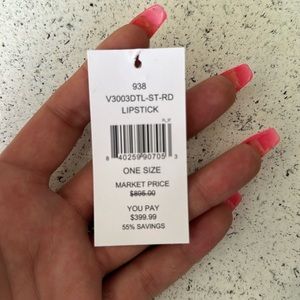 938
V3003DTL-ST-RD
LIPSTICK
8 40259 90705 3
ONE SIZE
MARKET PRICE
$895.00
YOU PAY
$399.99
55% SAVINGS